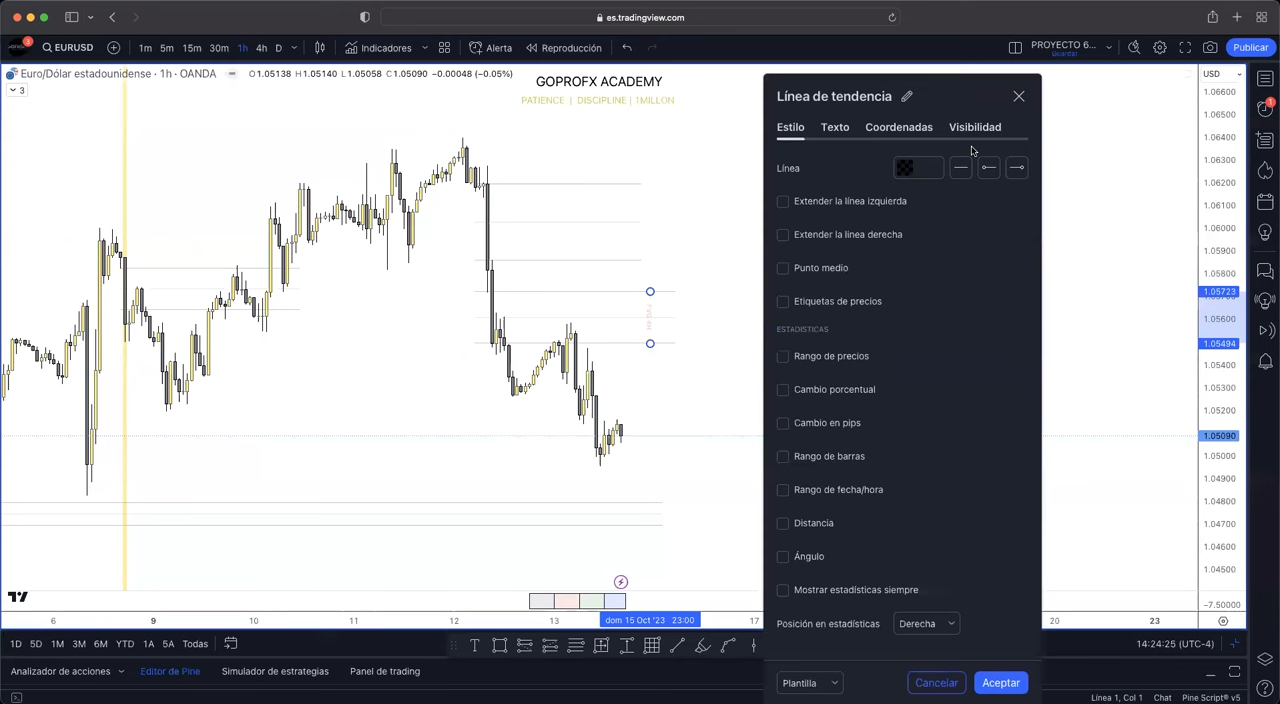 es.tradingview.com
3
EURUSD
1m 5m 15m 30m 1h 4h D
Indicadores
Alerta
Reproducción
PROYECTO 6...
Guardar
Publicar
Euro/Dólar estadounidense · 1h · OANDA
O1.05138 H1.05140 L1.05058 C1.05090 −0.00048 (−0.05%)
3
GOPROFX ACADEMY
PATIENCE | DISCIPLINE | 1MILLON
Línea de tendencia
Estilo Texto Coordenadas Visibilidad
Línea
Extender la línea izquierda
Extender la línea derecha
Punto medio
Etiquetas de precios
ESTADÍSTICAS
Rango de precios
Cambio porcentual
Cambio en pips
Rango de barras
Rango de fecha/hora
Distancia
Ángulo
Mostrar estadísticas siempre
Posición en estadísticas
Derecha
Plantilla
Cancelar
Aceptar
USD
1.06600
1.06500
1.06400
1.06300
1.06200
1.06100
1.06000
1.05900
1.05800
1.05723
1.05600
1.05494
1.05400
1.05300
1.05200
1.05090
1.05000
1.04900
1.04800
1.04700
1.04600
1.04500
−7.50000
1
6 9 10 11 12 13 dom 15 Oct '23 23:00 17 20 23
1D 5D 1M 3M 6M YTD 1A 5A Todas
14:24:25 (UTC-4)
Analizador de acciones
Editor de Pine
Simulador de estrategias
Panel de trading
Línea 1, Col 1 Chat Pine Script® v5